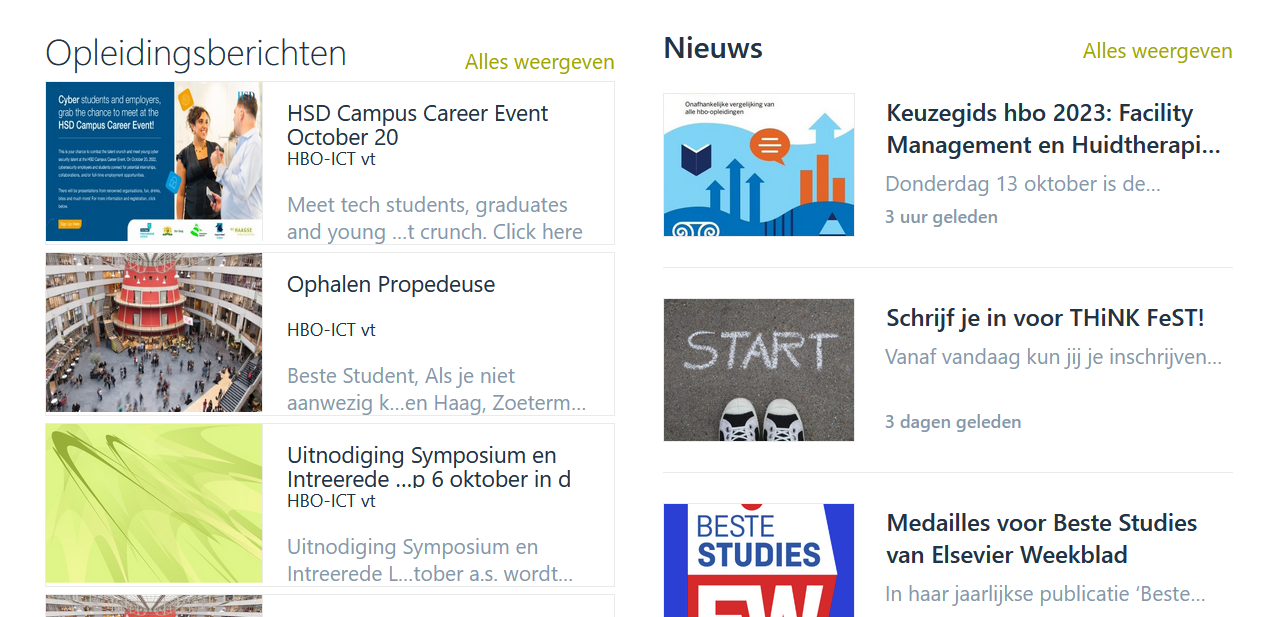 Opleidingsberichten
Alles weergeven
Cyber students and employers,
grab the chance to meet at the
HSD Campus Career Event!
HSD
HSD Campus Career Event
October 20
HBO-ICT vt
Meet tech students, graduates
and young ...t crunch. Click here
Ophalen Propedeuse
HBO-ICT vt
Beste Student, Als je niet
aanwezig k...en Haag, Zoeterm...
Uitnodiging Symposium en
Intreerede ...p 6 oktober in d
HBO-ICT vt
Uitnodiging Symposium en
Intreerede L...tober a.s. wordt...
Nieuws
Alles weergeven
Onafhankelijke vergelijking van
alle hbo-opleidingen
Keuzegids hbo 2023: Facility
Management en Huidtherapi...
Donderdag 13 oktober is de...
3 uur geleden
START
Schrijf je in voor THiNK FeST!
Vanaf vandaag kun jij je inschrijven...
3 dagen geleden
BESTE
STUDIES
EW
Medailles voor Beste Studies
van Elsevier Weekblad
In haar jaarlijkse publicatie ‘Beste...